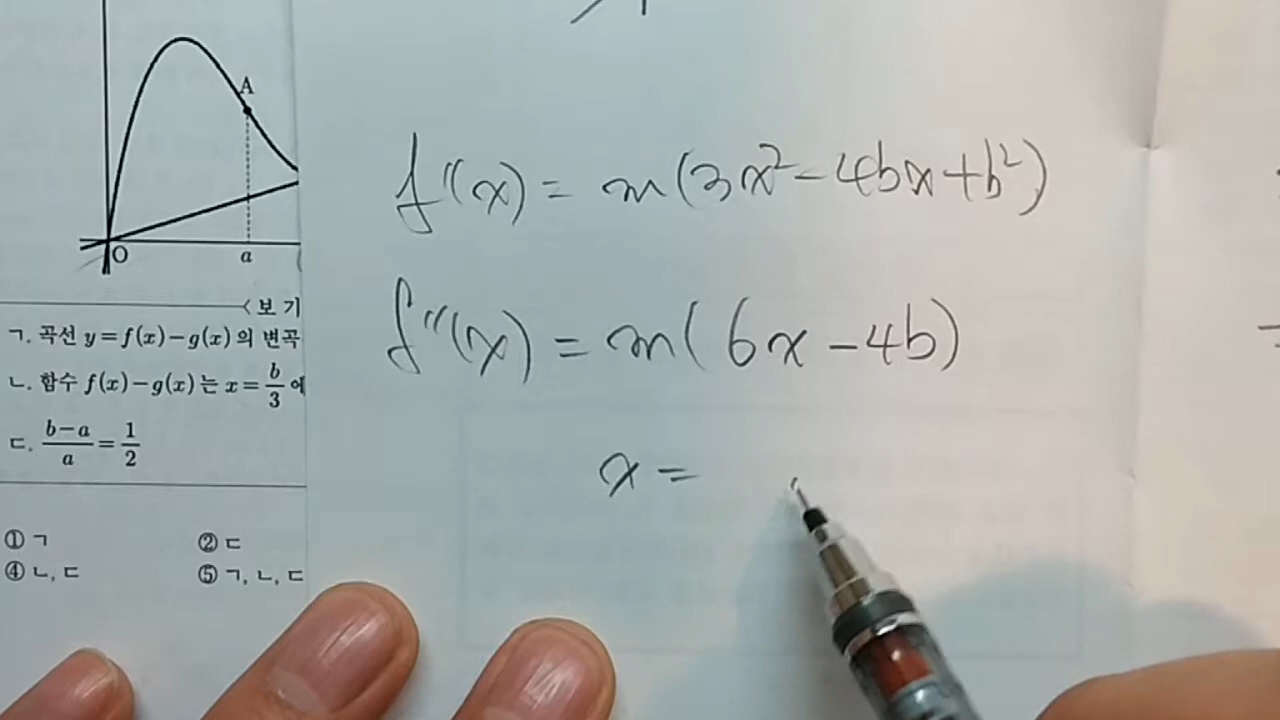 A
O
a
f''(x) = m(3x² - 4bx + b²)
f''(x) = m(6x - 4b)
x =
< 보 기
ㄱ. 곡선 y=f(x)-g(x)의 변곡
ㄴ. 함수 f(x)-g(x)는 x=b/3 에
ㄷ. (b-a)/a = 1/2
① ㄱ ② ㄷ
④ ㄴ, ㄷ ⑤ ㄱ, ㄴ, ㄷ